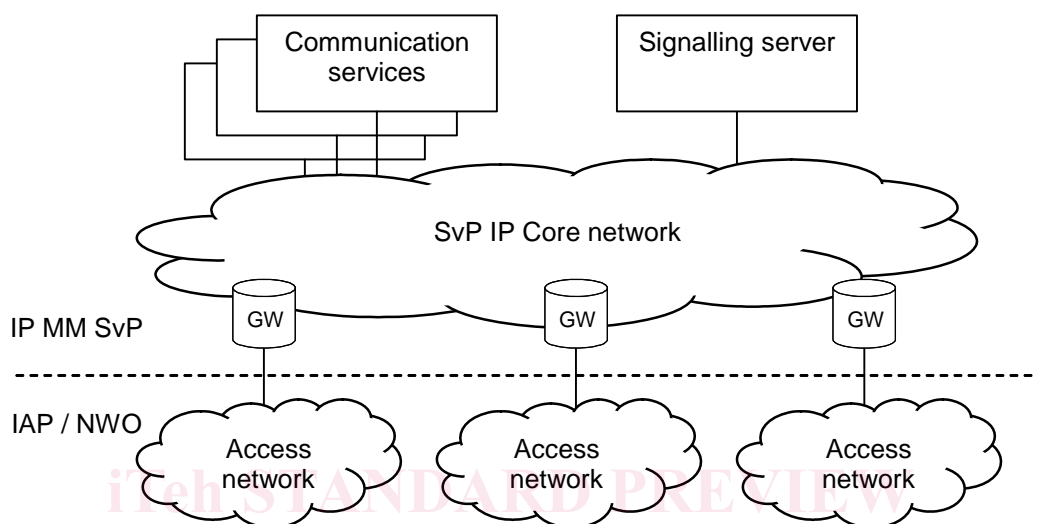 Communication
services
Signalling server
SvP IP Core network
GW
GW
GW
IP MM SvP
IAP / NWO
Access
network
Access
network
Access
network
iTeh STANDARD PREVIEW